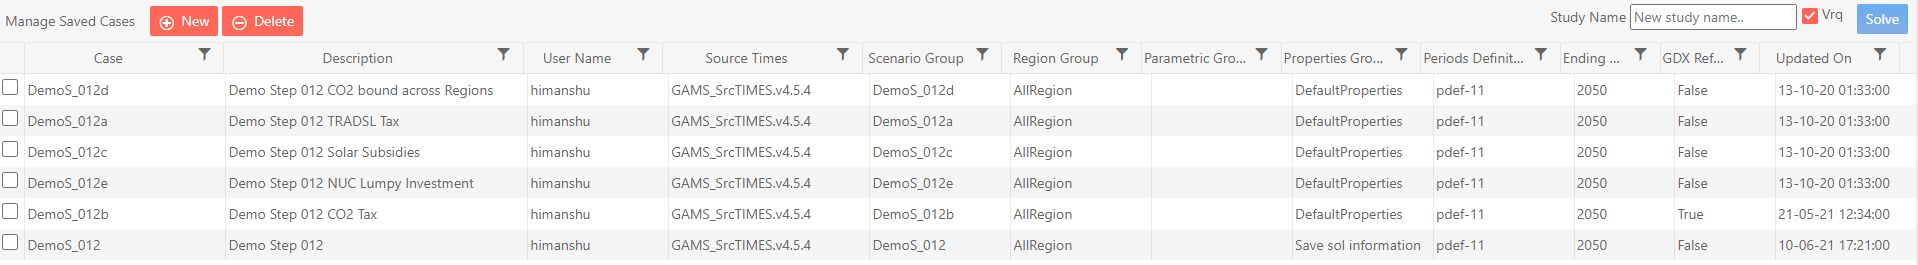 Manage Saved Cases New Delete Study Name New study name.. Vrq Solve
Case Description User Name Source Times Scenario Group Region Group Parametric Gro... Properties Gro... Periods Definit... Ending ... GDX Ref... Updated On
DemoS_012d Demo Step 012 CO2 bound across Regions himanshu GAMS_SrcTIMES.v4.5.4 DemoS_012d AllRegion DefaultProperties pdef-11 2050 False 13-10-20 01:33:00
DemoS_012a Demo Step 012 TRADSL Tax himanshu GAMS_SrcTIMES.v4.5.4 DemoS_012a AllRegion DefaultProperties pdef-11 2050 False 13-10-20 01:33:00
DemoS_012c Demo Step 012 Solar Subsidies himanshu GAMS_SrcTIMES.v4.5.4 DemoS_012c AllRegion DefaultProperties pdef-11 2050 False 13-10-20 01:33:00
DemoS_012e Demo Step 012 NUC Lumpy Investment himanshu GAMS_SrcTIMES.v4.5.4 DemoS_012e AllRegion DefaultProperties pdef-11 2050 False 13-10-20 01:33:00
DemoS_012b Demo Step 012 CO2 Tax himanshu GAMS_SrcTIMES.v4.5.4 DemoS_012b AllRegion DefaultProperties pdef-11 2050 True 21-05-21 12:34:00
DemoS_012 Demo Step 012 himanshu GAMS_SrcTIMES.v4.5.4 DemoS_012 AllRegion Save sol information pdef-11 2050 False 10-06-21 17:21:00